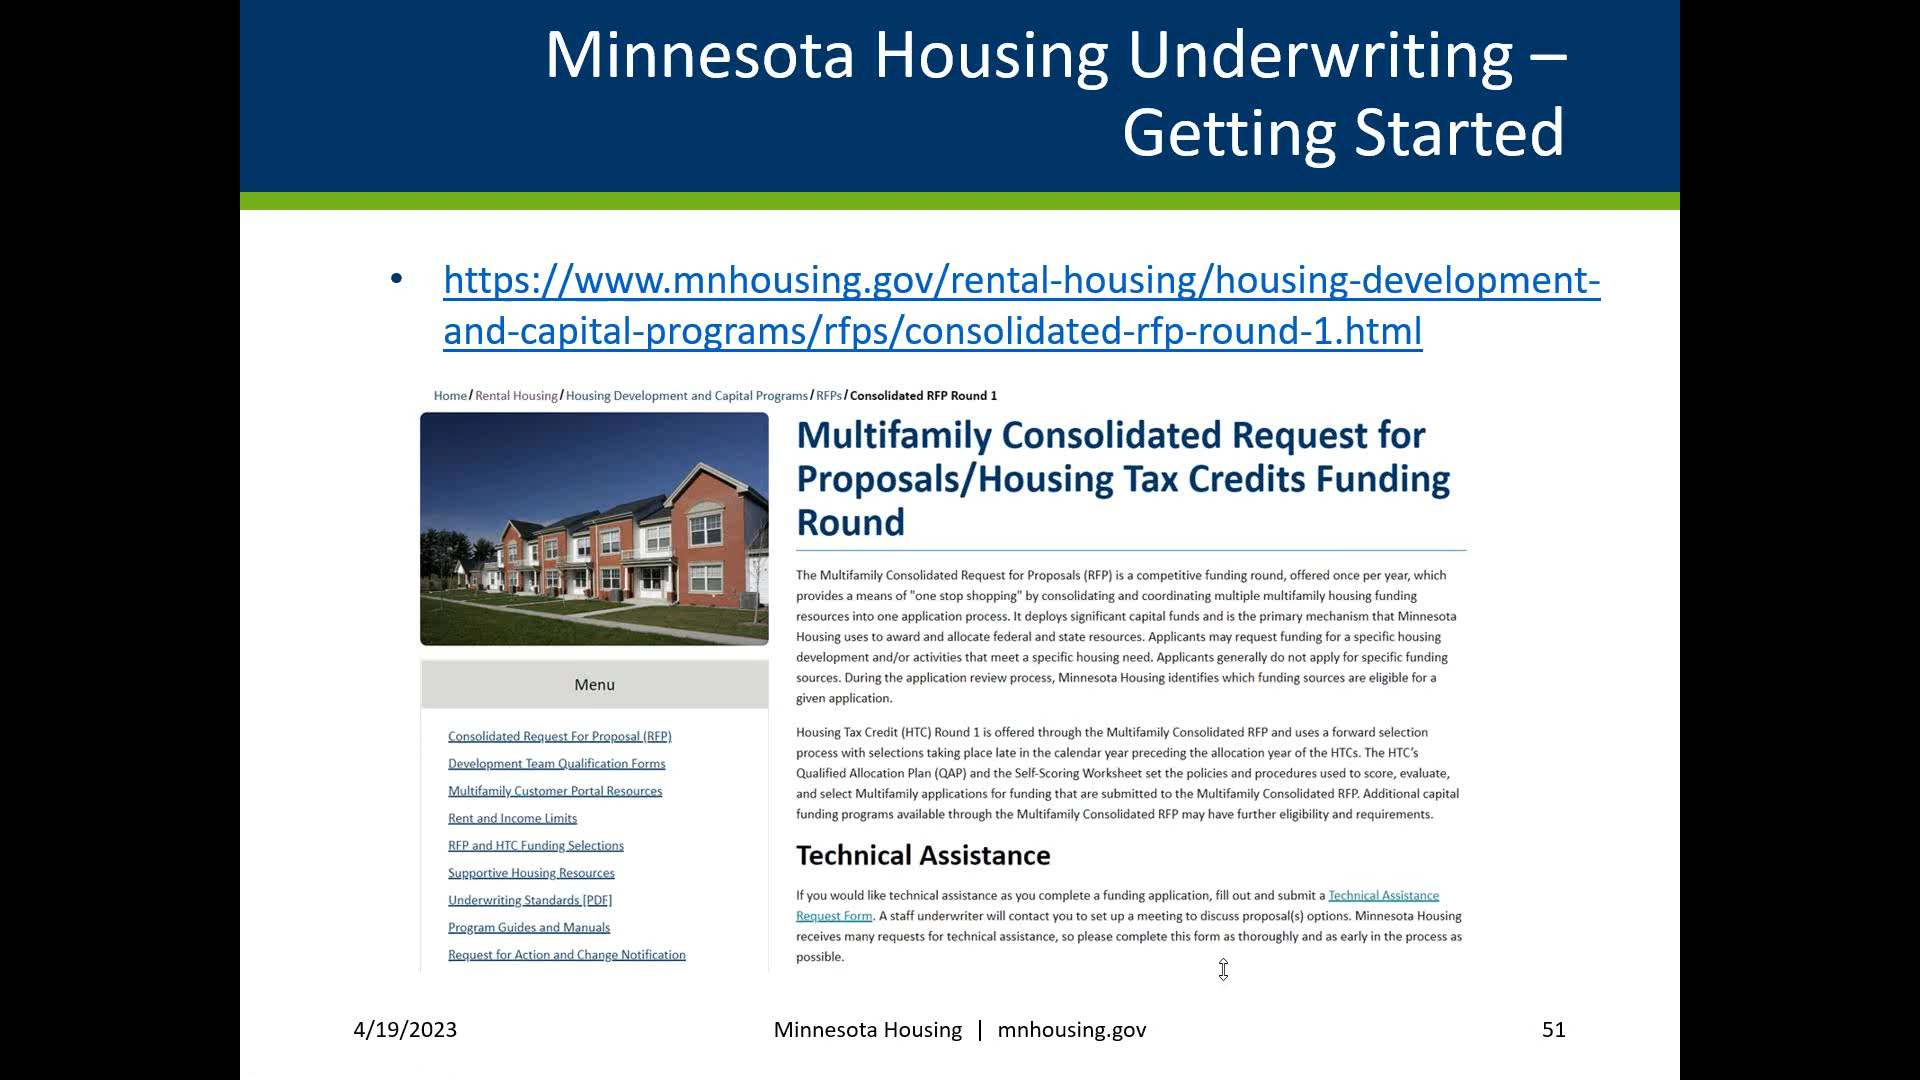 Minnesota Housing Underwriting –
Getting Started
• https://www.mnhousing.gov/rental-housing/housing-development-
and-capital-programs/rfps/consolidated-rfp-round-1.html
Home / Rental Housing / Housing Development and Capital Programs / RFPs / Consolidated RFP Round 1
Multifamily Consolidated Request for
Proposals/Housing Tax Credits Funding
Round
The Multifamily Consolidated Request for Proposals (RFP) is a competitive funding round, offered once per year, which
provides a means of "one stop shopping" by consolidating and coordinating multiple multifamily housing funding
resources into one application process. It deploys significant capital funds and is the primary mechanism that Minnesota
Housing uses to award and allocate federal and state resources. Applicants may request funding for a specific housing
development and/or activities that meet a specific housing need. Applicants generally do not apply for specific funding
sources. During the application review process, Minnesota Housing identifies which funding sources are eligible for a
given application.
Housing Tax Credit (HTC) Round 1 is offered through the Multifamily Consolidated RFP and uses a forward selection
process with selections taking place late in the calendar year preceding the allocation year of the HTCs. The HTC's
Qualified Allocation Plan (QAP) and the Self-Scoring Worksheet set the policies and procedures used to score, evaluate,
and select Multifamily applications for funding that are submitted to the Multifamily Consolidated RFP. Additional capital
funding programs available through the Multifamily Consolidated RFP may have further eligibility and requirements.
Technical Assistance
If you would like technical assistance as you complete a funding application, fill out and submit a Technical Assistance
Request Form. A staff underwriter will contact you to set up a meeting to discuss proposal(s) options. Minnesota Housing
receives many requests for technical assistance, so please complete this form as thoroughly and as early in the process as
possible.
Menu
Consolidated Request For Proposal (RFP)
Development Team Qualification Forms
Multifamily Customer Portal Resources
Rent and Income Limits
RFP and HTC Funding Selections
Supportive Housing Resources
Underwriting Standards [PDF]
Program Guides and Manuals
Request for Action and Change Notification
4/19/2023
Minnesota Housing | mnhousing.gov
51